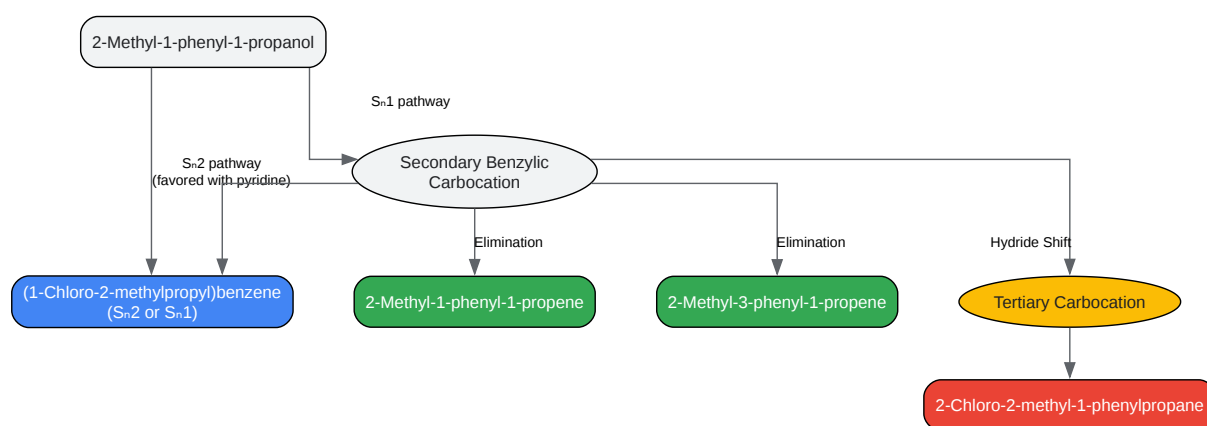 2-Methyl-1-phenyl-1-propanol
Sₙ1 pathway
Sₙ2 pathway
(favored with pyridine)
Secondary Benzylic
Carbocation
Elimination
Elimination
Hydride Shift
(1-Chloro-2-methylpropyl)benzene
(Sₙ2 or Sₙ1)
2-Methyl-1-phenyl-1-propene
2-Methyl-3-phenyl-1-propene
Tertiary Carbocation
2-Chloro-2-methyl-1-phenylpropane